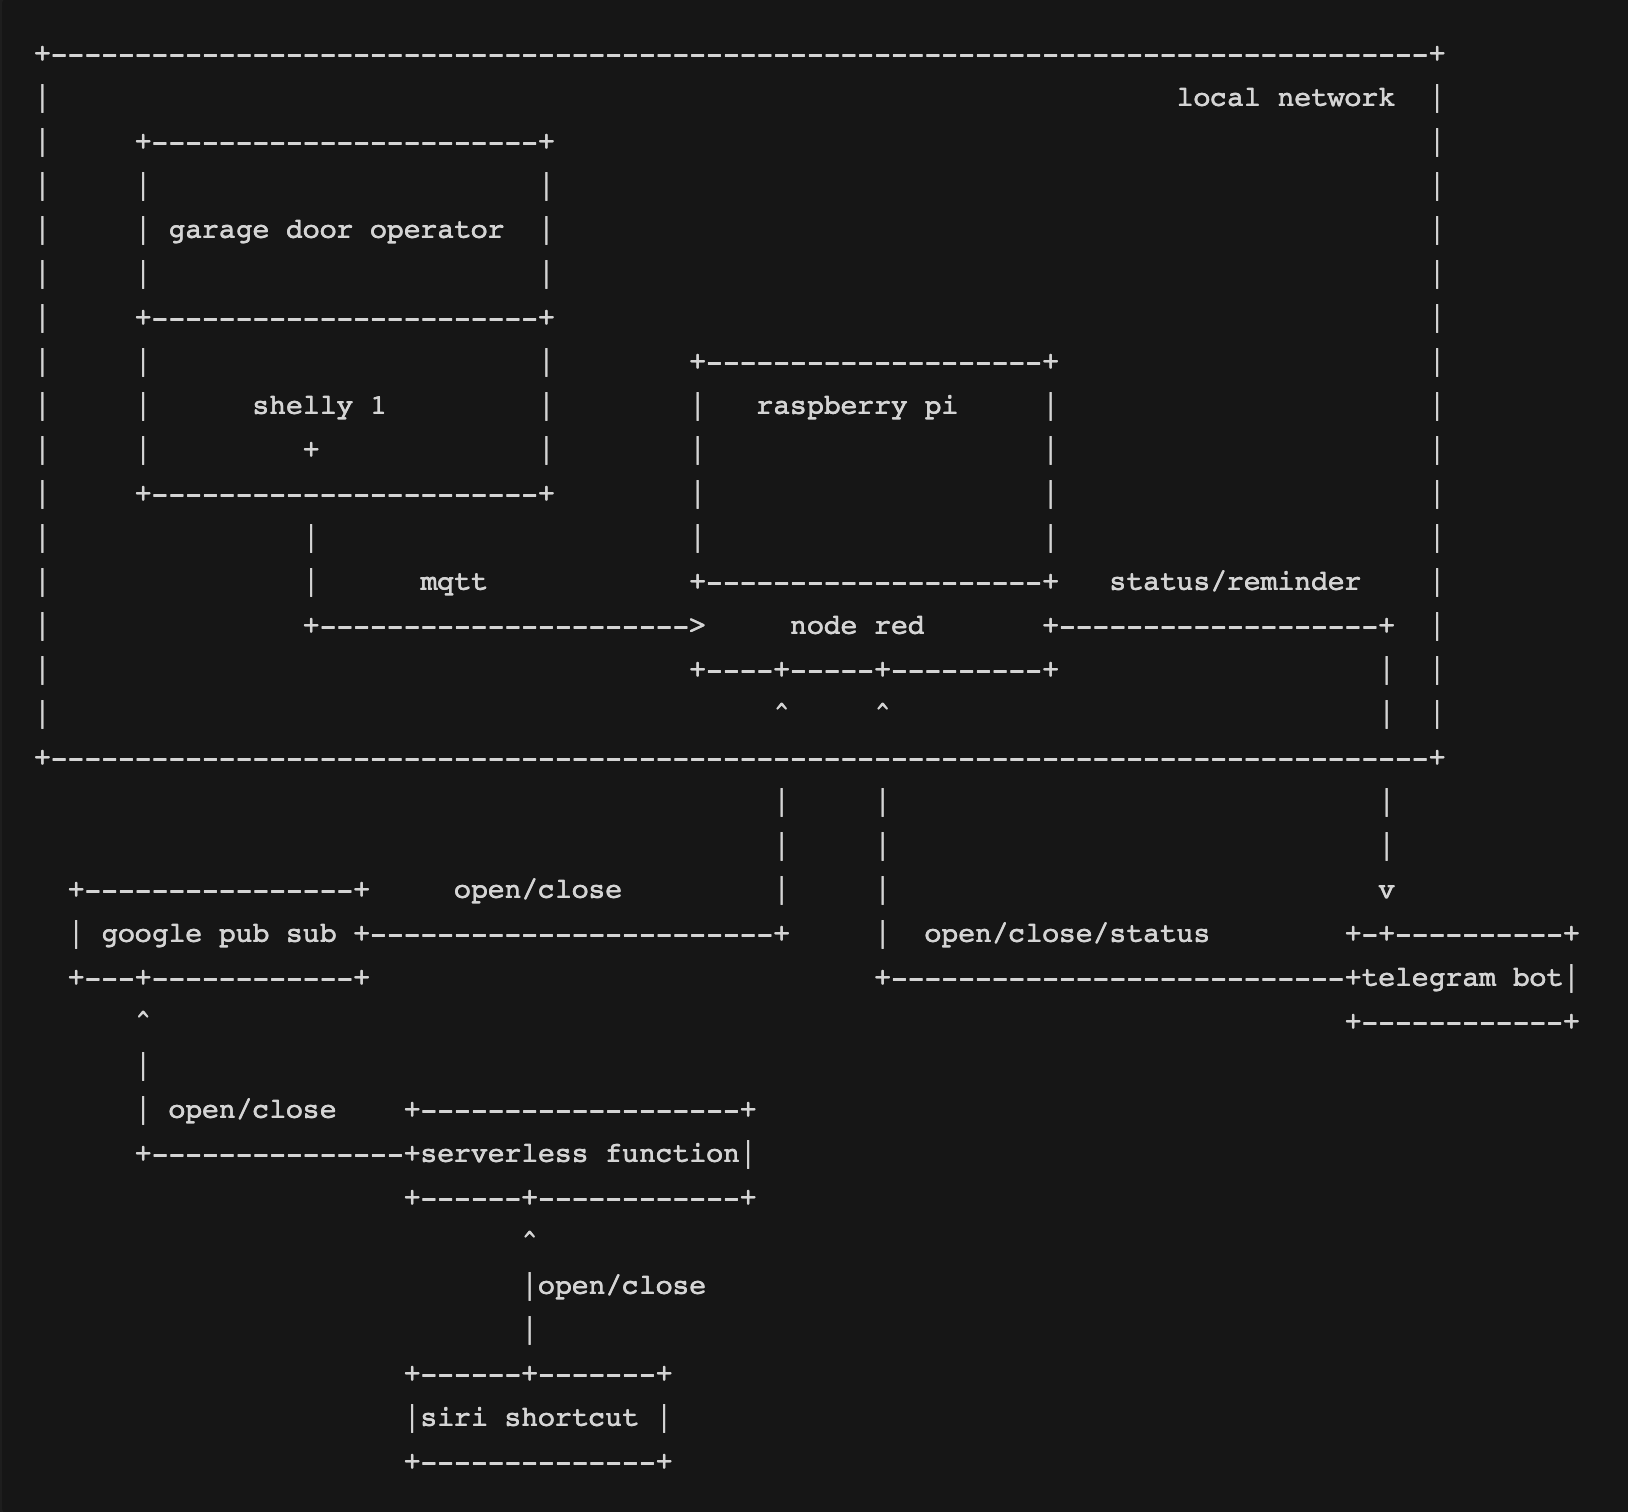 local network
garage door operator
shelly 1
raspberry pi
mqtt
status/reminder
node red
open/close
google pub sub
open/close/status
telegram bot
open/close
serverless function
open/close
siri shortcut